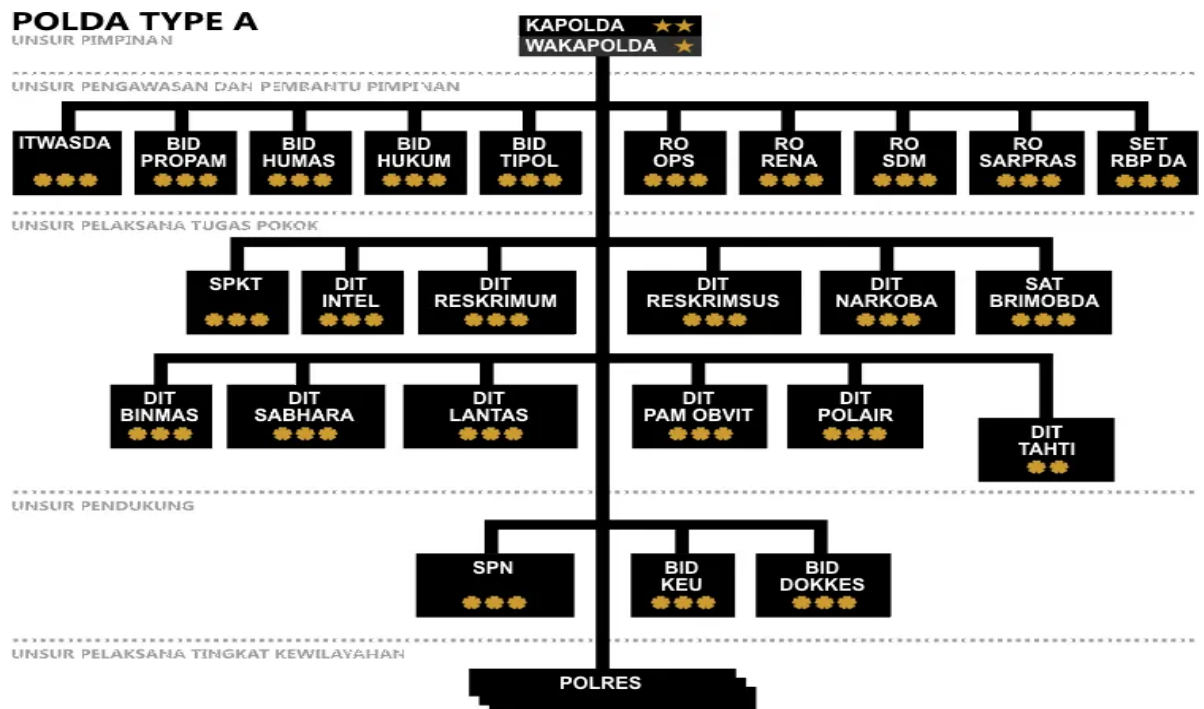 POLDA TYPE A
UNSUR PIMPINAN
KAPOLDA
WAKAPOLDA
UNSUR PENGAWASAN DAN PEMBANTU PIMPINAN
ITWASDA
BID
PROPAM
BID
HUMAS
BID
HUKUM
BID
TIPOL
RO
OPS
RO
RENA
RO
SDM
RO
SARPRAS
SET
RBP DA
UNSUR PELAKSANA TUGAS POKOK
SPKT
DIT
INTEL
DIT
RESKRIMUM
DIT
RESKRIMSUS
DIT
NARKOBA
SAT
BRIMOBDA
DIT
BINMAS
DIT
SABHARA
DIT
LANTAS
DIT
PAM OBVIT
DIT
POLAIR
DIT
TAHTI
UNSUR PENDUKUNG
SPN
BID
KEU
BID
DOKKES
UNSUR PELAKSANA TINGKAT KEWILAYAHAN
POLRES